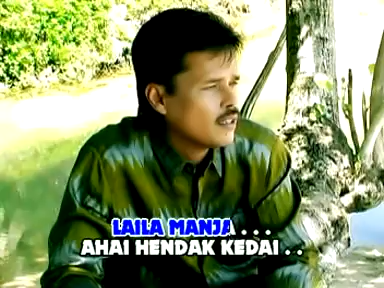 LAILA MANJA . . .
AHAI HENDAK KEDAI . .